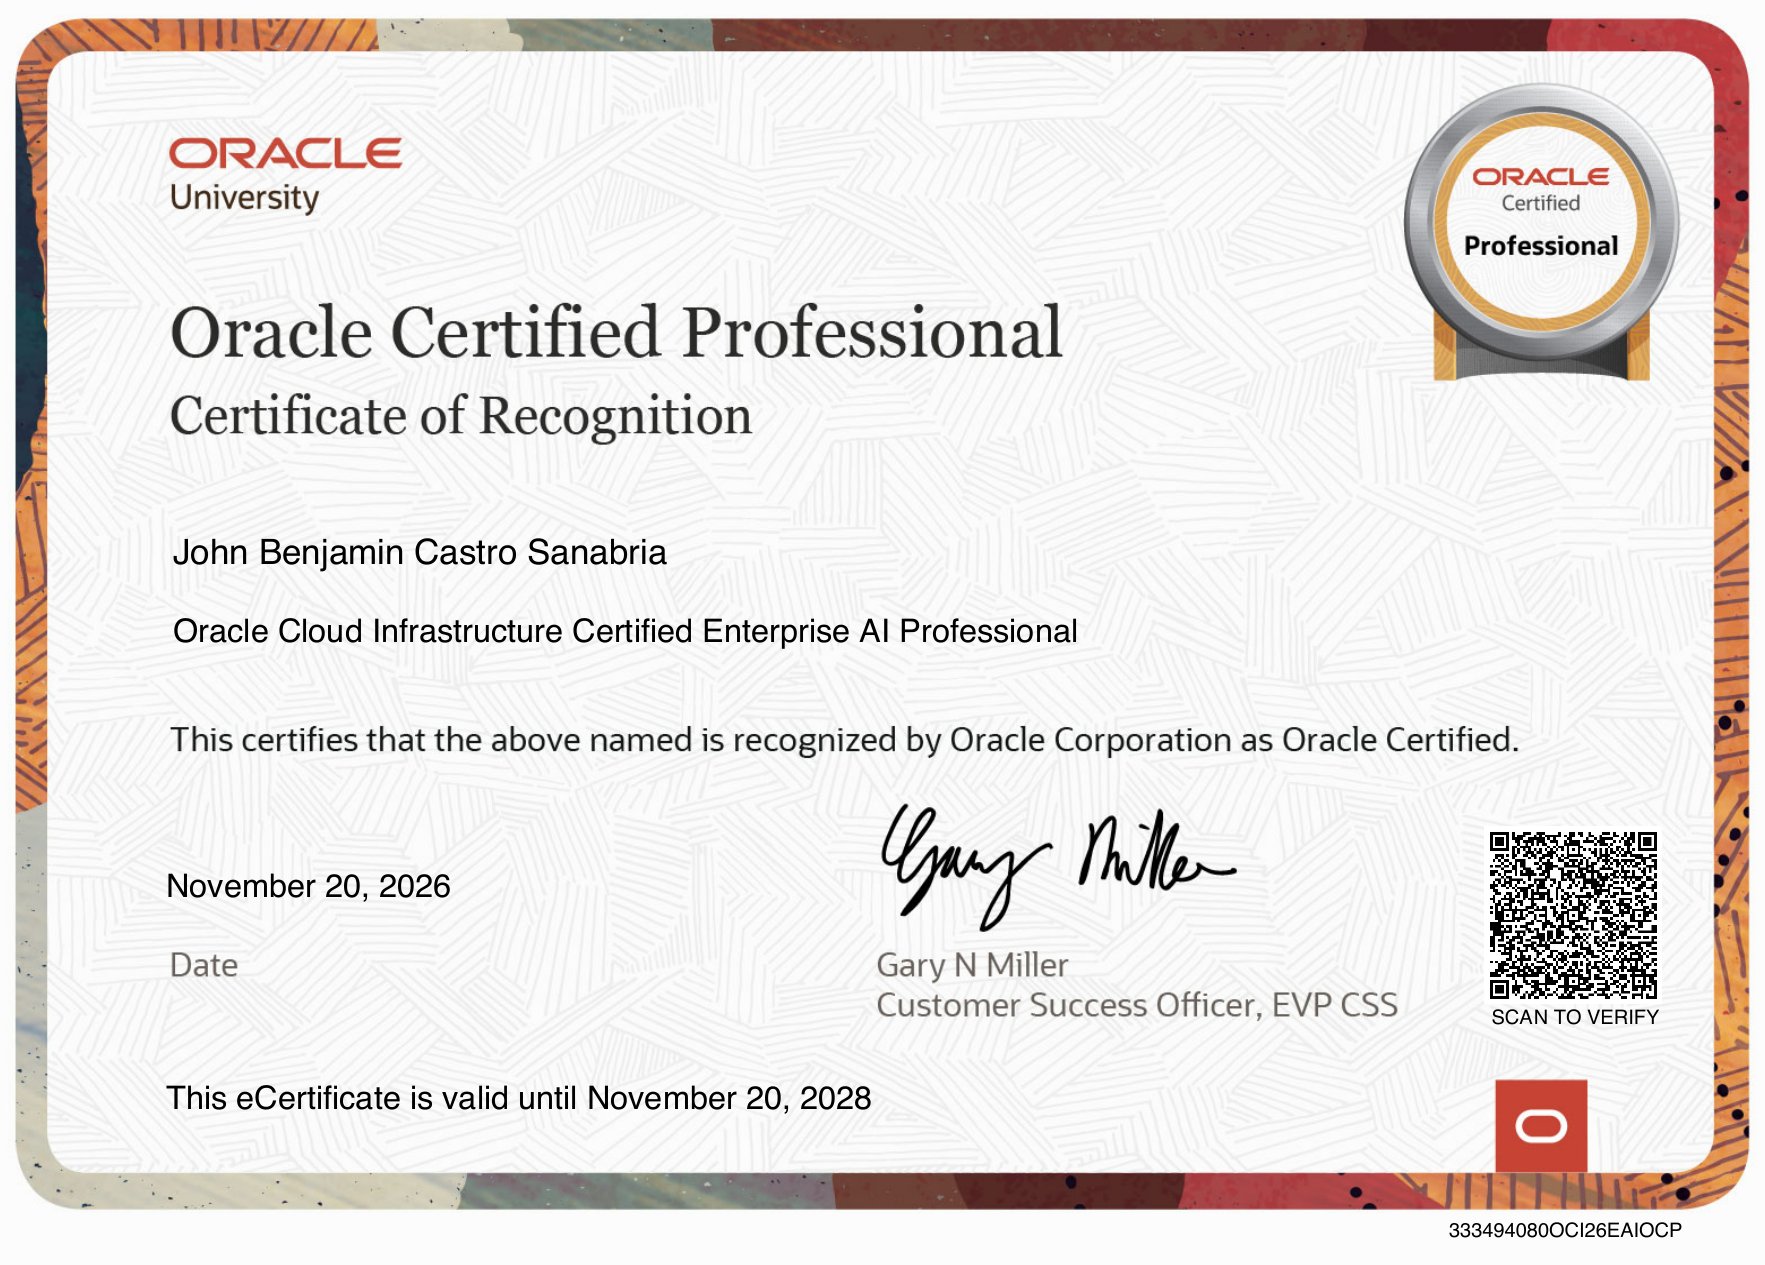 ORACLE
University
ORACLE
Certified
Professional
Oracle Certified Professional
Certificate of Recognition
John Benjamin Castro Sanabria
Oracle Cloud Infrastructure Certified Enterprise AI Professional
This certifies that the above named is recognized by Oracle Corporation as Oracle Certified.
Gary Miller
November 20, 2026
Date
Gary N Miller
Customer Success Officer, EVP CSS
SCAN TO VERIFY
This eCertificate is valid until November 20, 2028
333494080OCI26EAIOCP